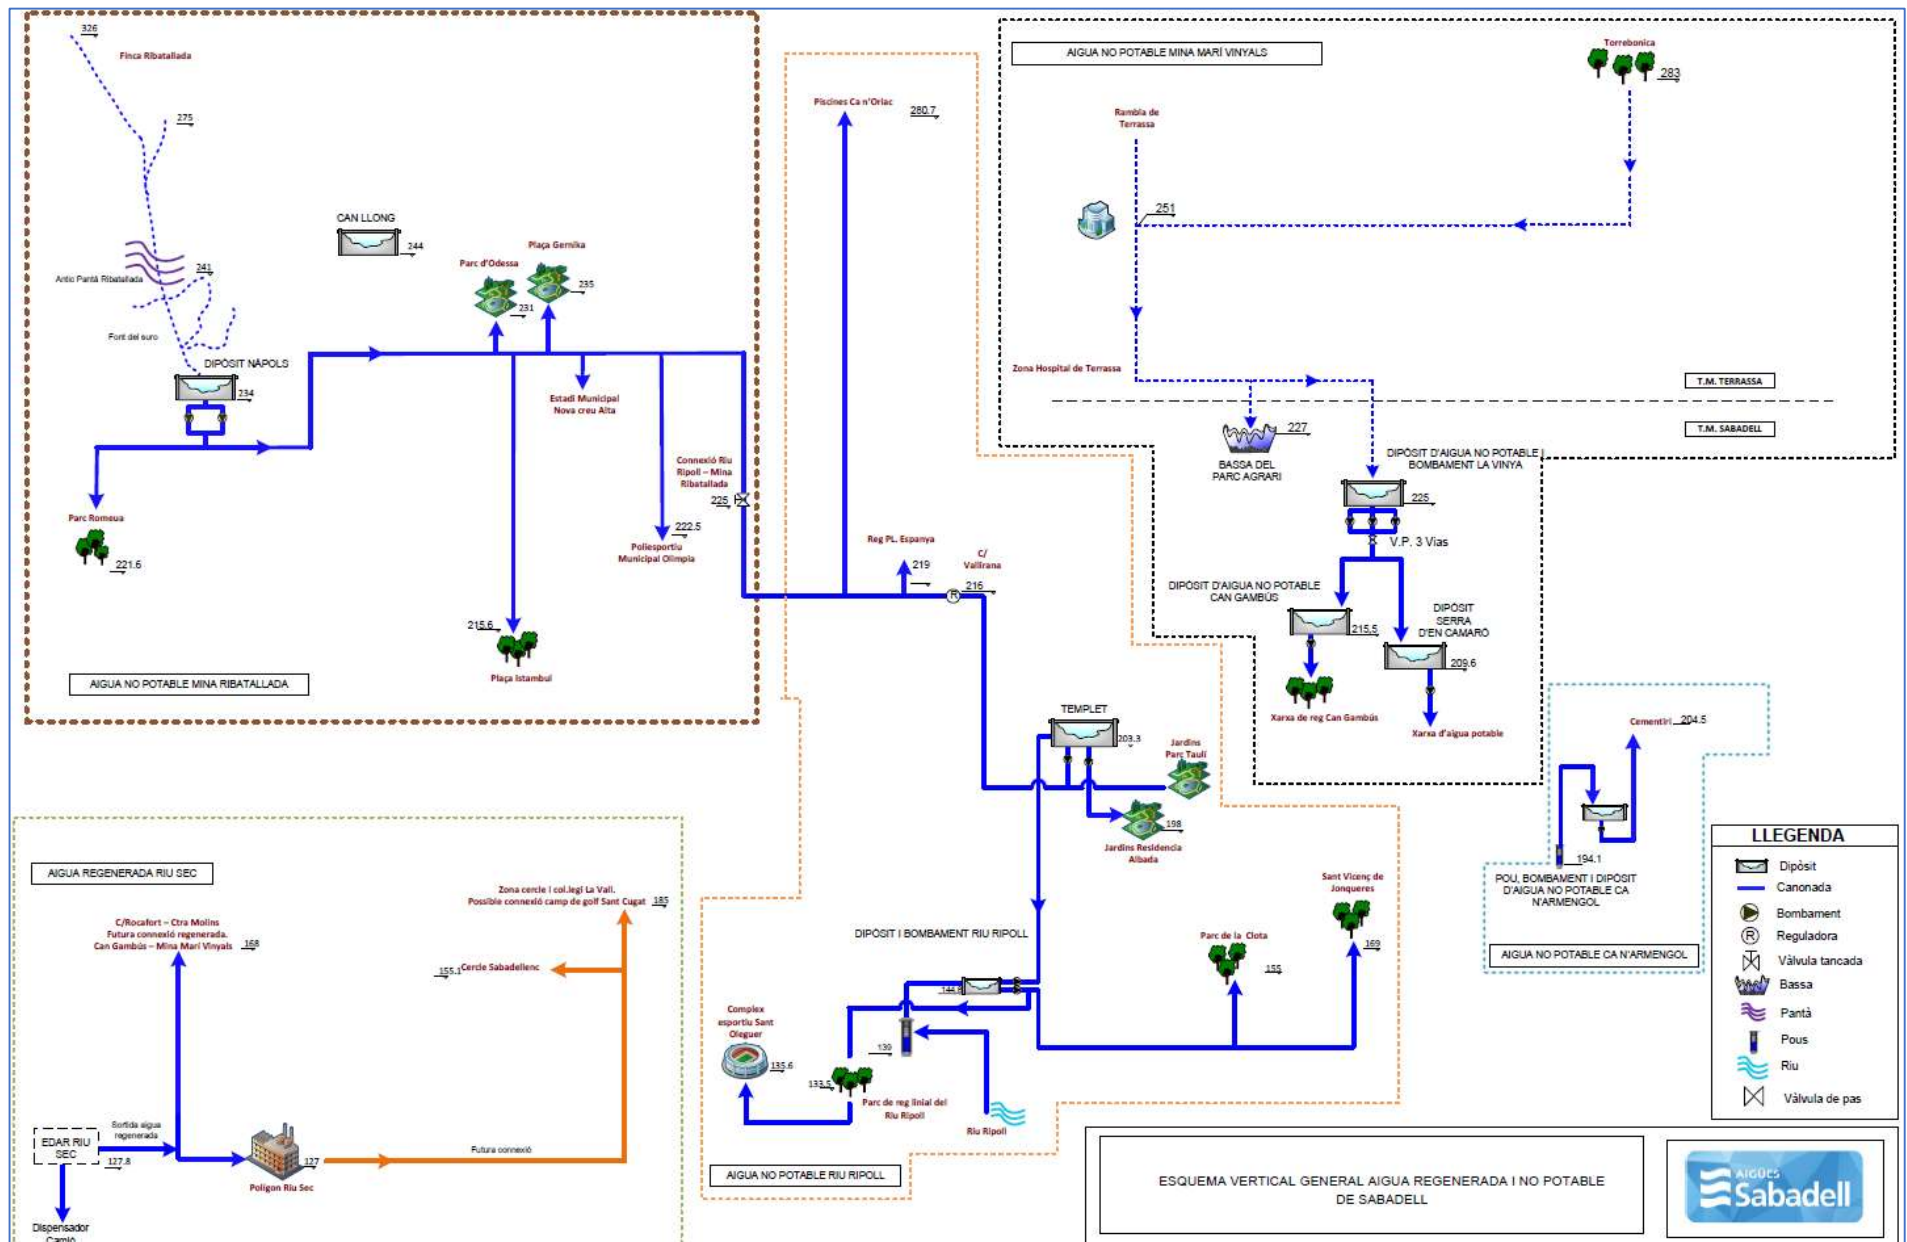 326
Finca Ribatallada
275
CAN LLONG
244
Antic Pantà Ribatallada
241
Font del suro
DIPÒSIT NÀPOLS
234
Parc d'Odessa
231
Plaça Gernika
235
Estadi Municipal
Nova creu Alta
Connexió Riu
Ripoll – Mina
Ribatallada
225
222.5
Poliesportiu
Municipal Olimpia
Parc Romeua
221.6
215.6
Plaça Istambul
AIGUA NO POTABLE MINA RIBATALLADA
Piscines Ca n'Oriac
280.7
Reg PL. Espanya
219
C/
Vallirana
R
216
TEMPLET
203.3
Jardins
Parc Taulí
198
Jardins Residencia
Albada
DIPÒSIT I BOMBAMENT RIU RIPOLL
144.8
139
Complex
esportiu Sant
Oleguer
135.6
133.5
Parc de reg linial del
Riu Ripoll
Riu Ripoll
Parc de la Clota
155
Sant Vicenç de
Jonqueres
169
AIGUA NO POTABLE RIU RIPOLL
AIGUA NO POTABLE MINA MARÍ VINYALS
Torrebonica
283
Rambla de
Terrassa
251
Zona Hospital de Terrassa
T.M. TERRASSA
T.M. SABADELL
227
BASSA DEL
PARC AGRARI
DIPÒSIT D'AIGUA NO POTABLE I
BOMBAMENT LA VINYA
225
V.P. 3 Vias
DIPÒSIT D'AIGUA NO POTABLE
CAN GAMBÚS
215,5
DIPÒSIT
SERRA
D'EN CAMARÓ
209.6
Xarxa de reg Can Gambús
Xarxa d'aigua potable
Cementiri 204.5
194.1
POU, BOMBAMENT I DIPÒSIT
D'AIGUA NO POTABLE CA
N'ARMENGOL
AIGUA NO POTABLE CA N'ARMENGOL
AIGUA REGENERADA RIU SEC
C/Rocafort – Ctra Molins
Futura connexió regenerada.
Can Gambús – Mina Marí Vinyals 168
Zona cercle i col.legi La Vall.
Possible connexió camp de golf Sant Cugat 185
155.1 Cercle Sabadellenc
Sortida aigua
regenerada
EDAR RIU
SEC
127.8
127
Polígon Riu Sec
Futura connexió
Dispensador
Camió
LLEGENDA
Dipòsit
Canonada
Bombament
R Reguladora
Vàlvula tancada
Bassa
Pantà
Pous
Riu
Vàlvula de pas
ESQUEMA VERTICAL GENERAL AIGUA REGENERADA I NO POTABLE
DE SABADELL
AIGÜES
Sabadell